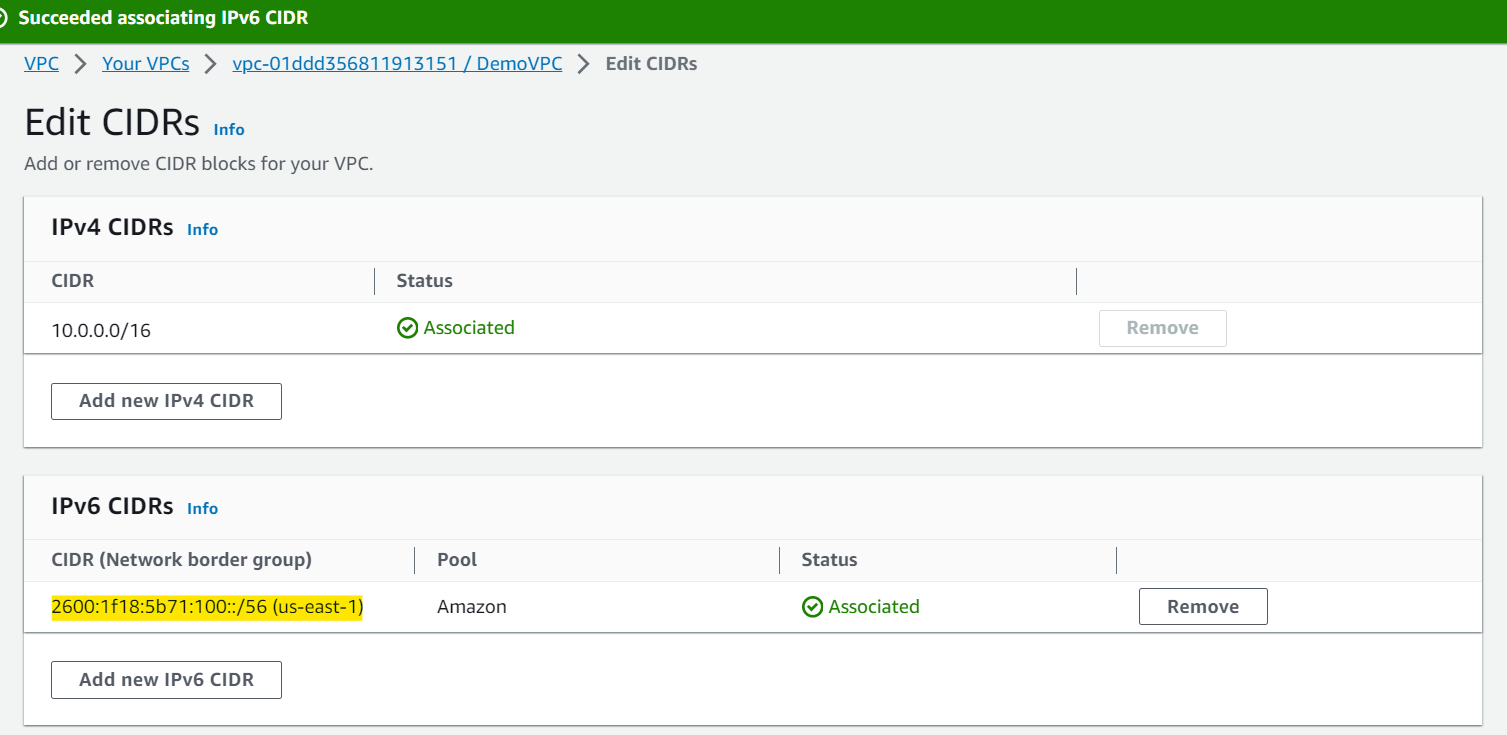 Succeeded associating IPv6 CIDR
VPC Your VPCs vpc-01ddd356811913151 / DemoVPC Edit CIDRs
Edit CIDRs Info
Add or remove CIDR blocks for your VPC.
IPv4 CIDRs Info
CIDR Status
10.0.0.0/16 Associated Remove
Add new IPv4 CIDR
IPv6 CIDRs Info
CIDR (Network border group) Pool Status
2600:1f18:5b71:100::/56 (us-east-1) Amazon Associated Remove
Add new IPv6 CIDR